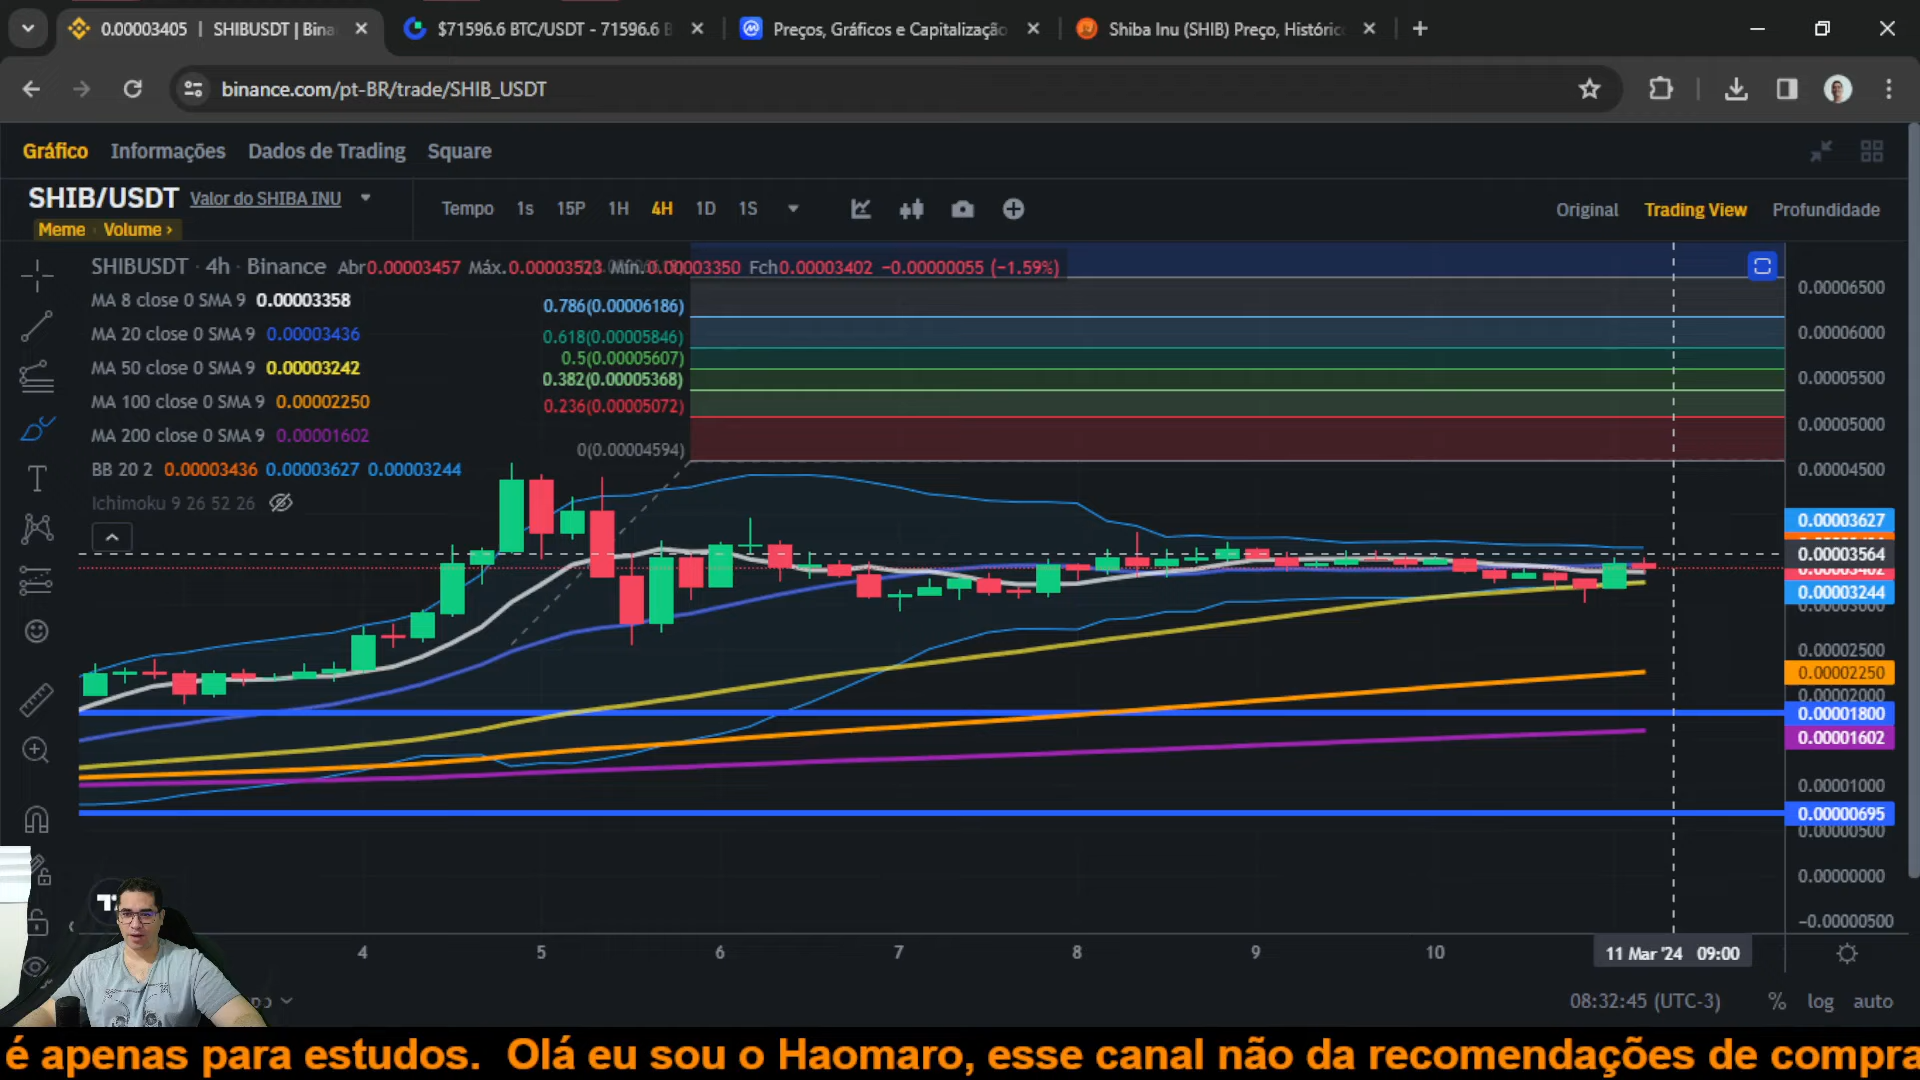 0.00003405 | SHIBUSDT | Bina
$71596.6 BTC/USDT - 71596.6 B
Preços, Gráficos e Capitalização
Shiba Inu (SHIB) Preço, Históric
binance.com/pt-BR/trade/SHIB_USDT
Gráfico Informações Dados de Trading Square
SHIB/USDT Valor do SHIBA INU
Meme Volume ›
Tempo 1s 15P 1H 4H 1D 1S
Original Trading View Profundidade
SHIBUSDT · 4h · Binance Abr0.00003457 Máx.0.00003523 Mín.0.00003350 Fch0.00003402 −0.00000055 (−1.59%)
MA 8 close 0 SMA 9 0.00003358
MA 20 close 0 SMA 9 0.00003436
MA 50 close 0 SMA 9 0.00003242
MA 100 close 0 SMA 9 0.00002250
MA 200 close 0 SMA 9 0.00001602
BB 20 2 0.00003436 0.00003627 0.00003244
Ichimoku 9 26 52 26
0.786(0.00006186)
0.618(0.00005846)
0.5(0.00005607)
0.382(0.00005368)
0.236(0.00005072)
0(0.00004594)
0.00006500
0.00006000
0.00005500
0.00005000
0.00004500
0.00003627
0.00003564
0.00003402
0.00003244
0.00003000
0.00002500
0.00002250
0.00002000
0.00001800
0.00001602
0.00001000
0.00000695
0.00000500
0.00000000
−0.00000500
4 5 6 7 8 9 10 11 Mar '24 09:00
08:32:45 (UTC-3) % log auto
é apenas para estudos. Olá eu sou o Haomaro, esse canal não da recomendações de compra